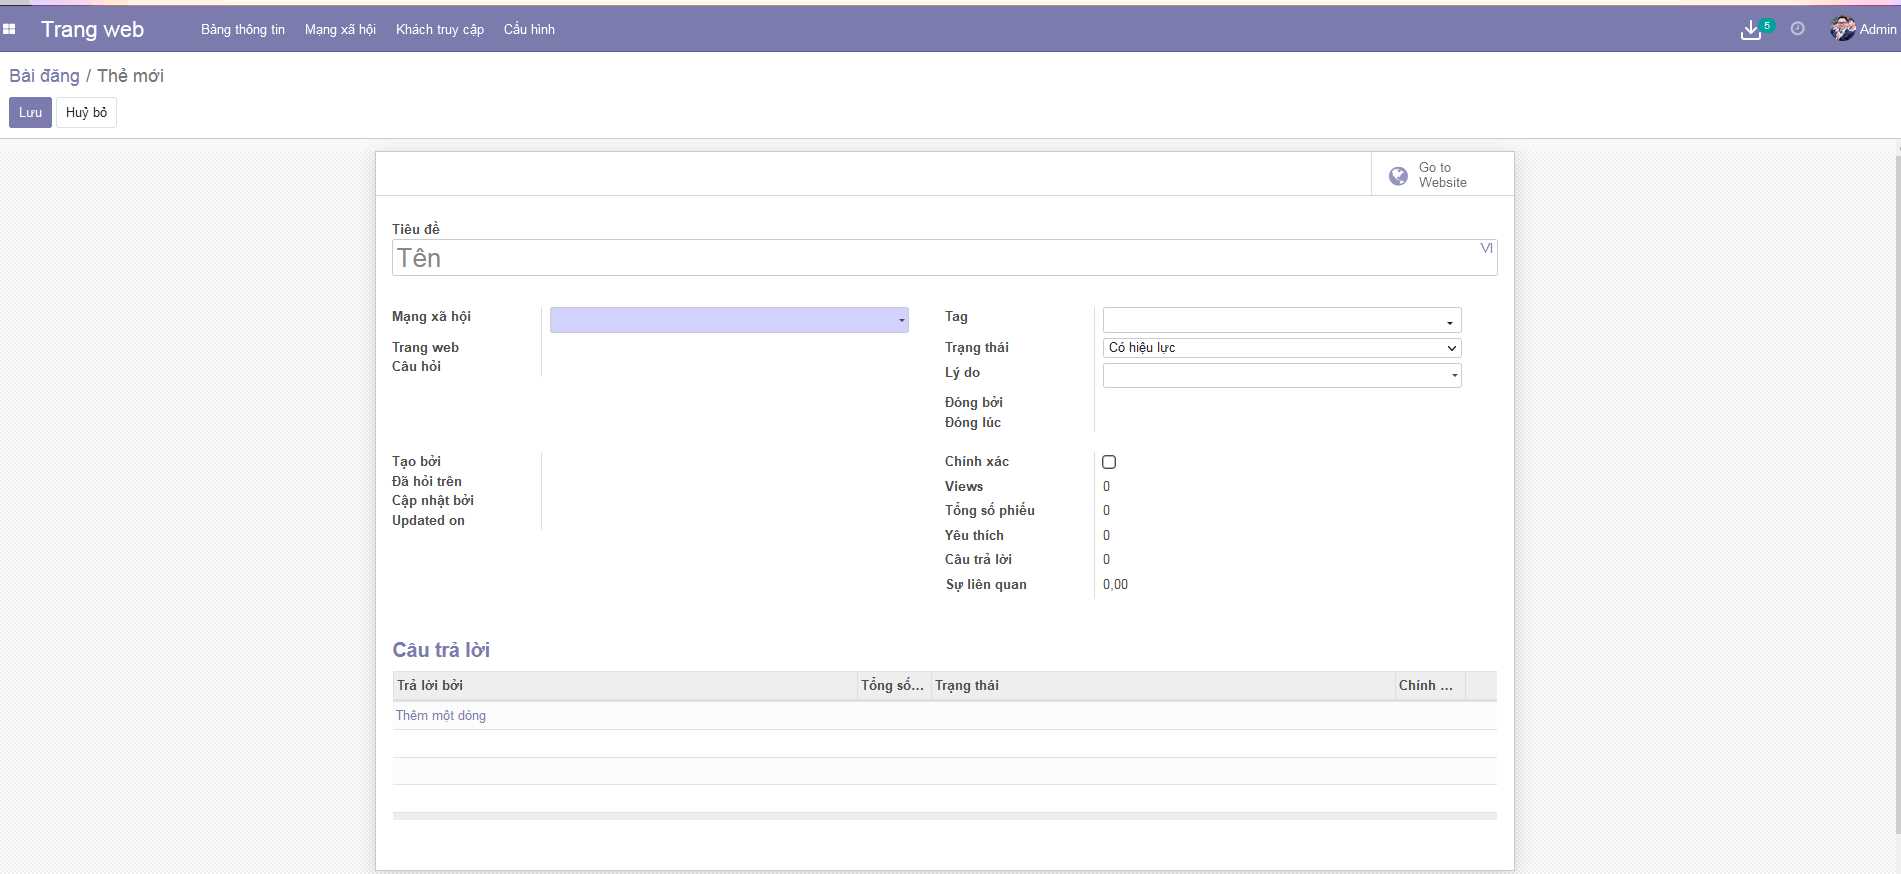 Trang web
Bảng thông tin
Mạng xã hội
Khách truy cập
Cấu hình
5
Admin
Bài đăng / Thẻ mới
Lưu
Huỷ bỏ
Go to
Website
Tiêu đề
Tên
VI
Mạng xã hội
Trang web
Câu hỏi
Tag
Trạng thái
Có hiệu lực
Lý do
Đóng bởi
Đóng lúc
Tạo bởi
Đã hỏi trên
Cập nhật bởi
Updated on
Chính xác
Views
0
Tổng số phiếu
0
Yêu thích
0
Câu trả lời
0
Sự liên quan
0,00
Câu trả lời
Trả lời bởi
Tổng số...
Trạng thái
Chính ...
Thêm một dòng